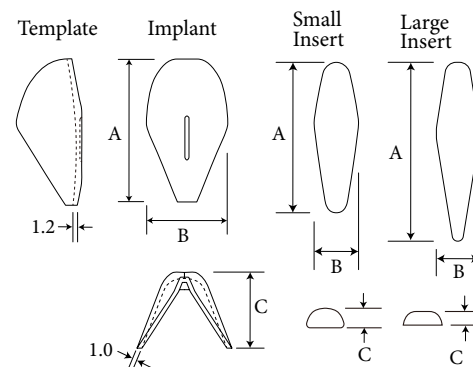 Template
Implant
Small
Insert
Large
Insert
A
A
A
1.2
B
B
B
C
1.0
C
C